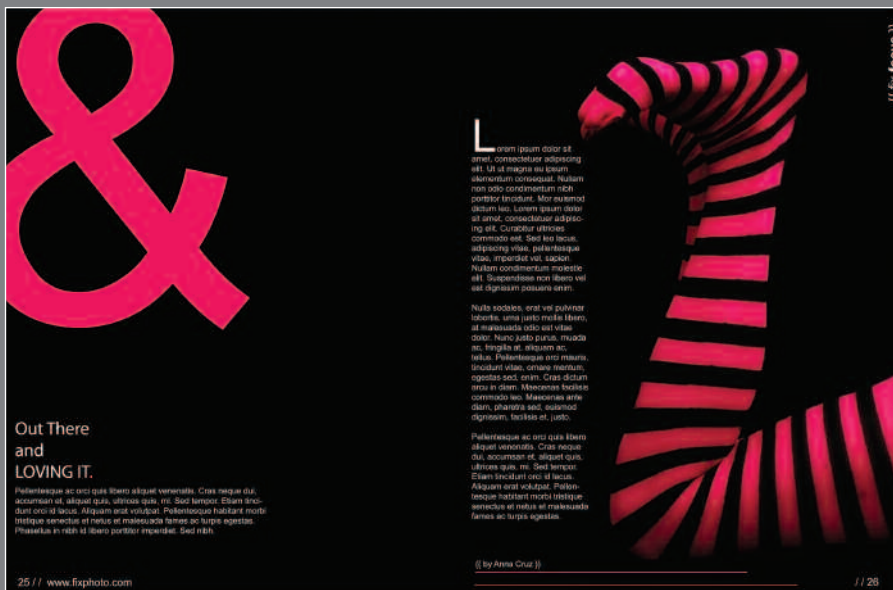 &
Out There
and
LOVING IT.
Pellentesque ac orci quis libero aliquet venenatis. Cras neque dui,
accumsan et, aliquet quis, ultrices quis, mi. Sed tempor. Etiam tinci-
dunt orci id lacus. Aliquam erat volutpat. Pellentesque habitant morbi
tristique senectus et netus et malesuada fames ac turpis egestas.
Phasellus in nibh id libero porttitor imperdiet. Sed nibh
25 // www.fixphoto.com
Lorem ipsum dolor sit
amet, consectetuer adipiscing
elit. Ut ut magna eu ipsum
elementum consequat. Nullam
non odio condimentum nibh
porttitor tincidunt. Mor euismod
dictum leo. Lorem ipsum dolor
sit amet, consectetuer adipisc-
ing elit. Curabitur ultricies
commodo est. Sed leo lacus,
adipiscing vitae, pellentesque
vitae, imperdiet vel, sapien.
Nullam condimentum molestie
elit. Suspendisse non libero vel
est dignissim posuere enim.
Nulla sodales, erat vel pulvinar
lobortis, urna justo mollis libero,
at malesuada odio est vitae
dolor. Nunc justo purus, muada
ac, fringilla at, aliquam ac,
tellus. Pellentesque orci mauris,
tincidunt vitae, ornare mentum,
egestas sed, enim. Cras dictum
arcu in diam. Maecenas facilisis
commodo leo. Maecenas ante
diam, pharetra sed, euismod
dignissim, facilisis et, justo.
Pellentesque ac orci quis libero
aliquet venenatis. Cras neque
dui, accumsan et, aliquet quis,
ultrices quis, mi. Sed tempor.
Etiam tincidunt orci id lacus.
Aliquam erat volutpat. Pellen-
tesque habitant morbi tristique
senectus et netus et malesuada
fames ac turpis egestas.
{{ by Anna Cruz }}
// 26